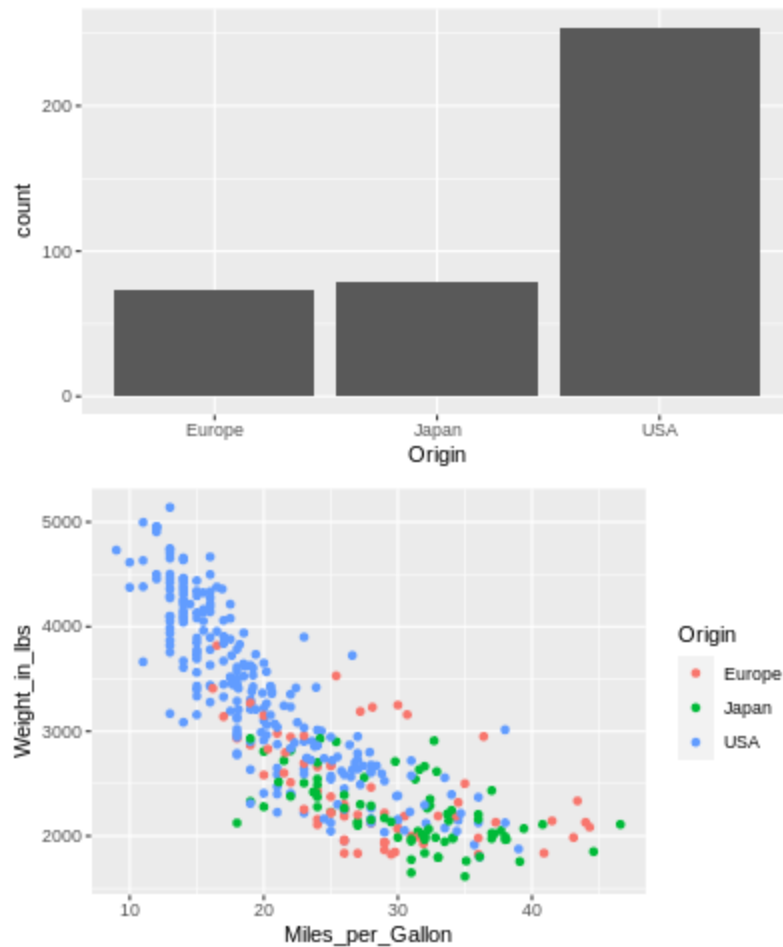 200
100
0
count
Europe Japan USA
Origin
5000
4000
3000
2000
Weight_in_lbs
10 20 30 40
Miles_per_Gallon
Origin
Europe
Japan
USA